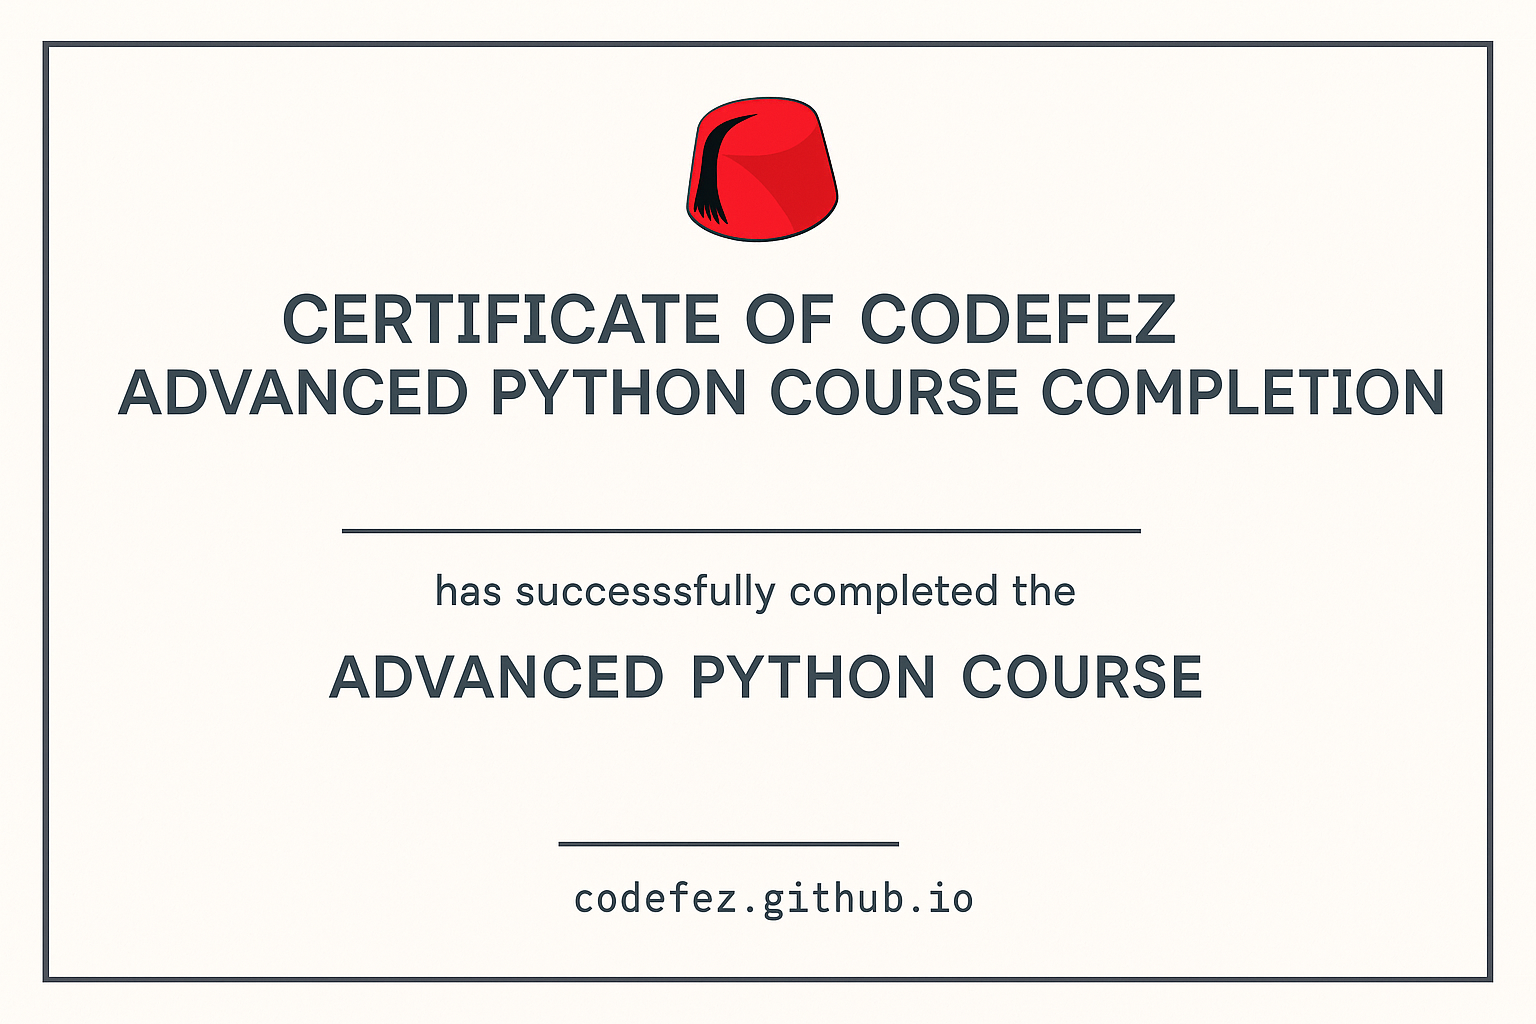 CERTIFICATE OF CODEFEZ
ADVANCED PYTHON COURSE COMPLETION
has successsfully completed the
ADVANCED PYTHON COURSE
codefez.github.io